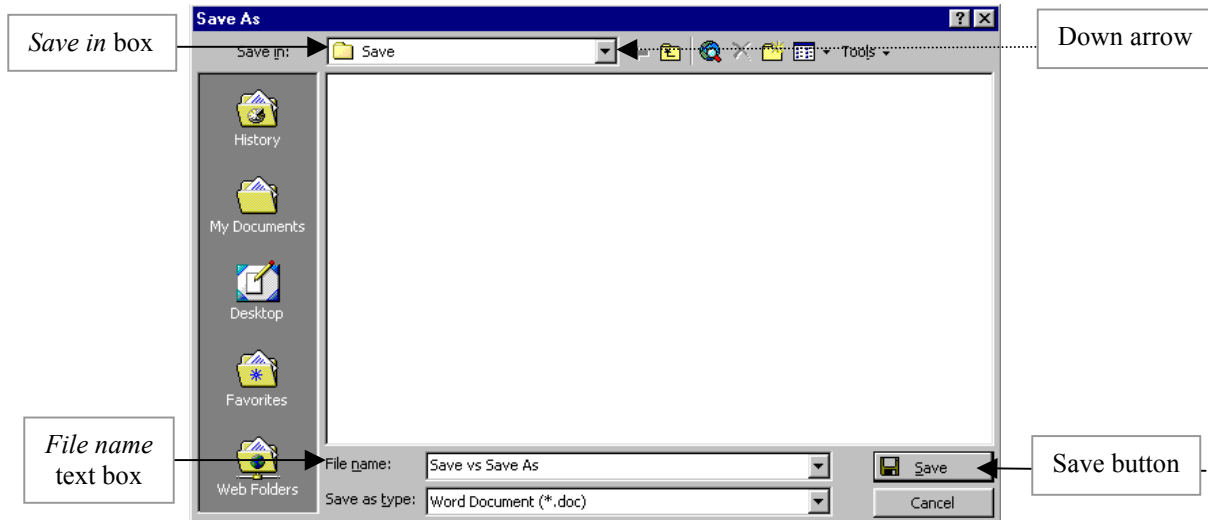 Save As
Save in box
Save in:
Save
Tools
Down arrow
History
My Documents
Desktop
Favorites
Web Folders
File name
text box
File name:
Save vs Save As
Save
Save button
Save as type:
Word Document (*.doc)
Cancel